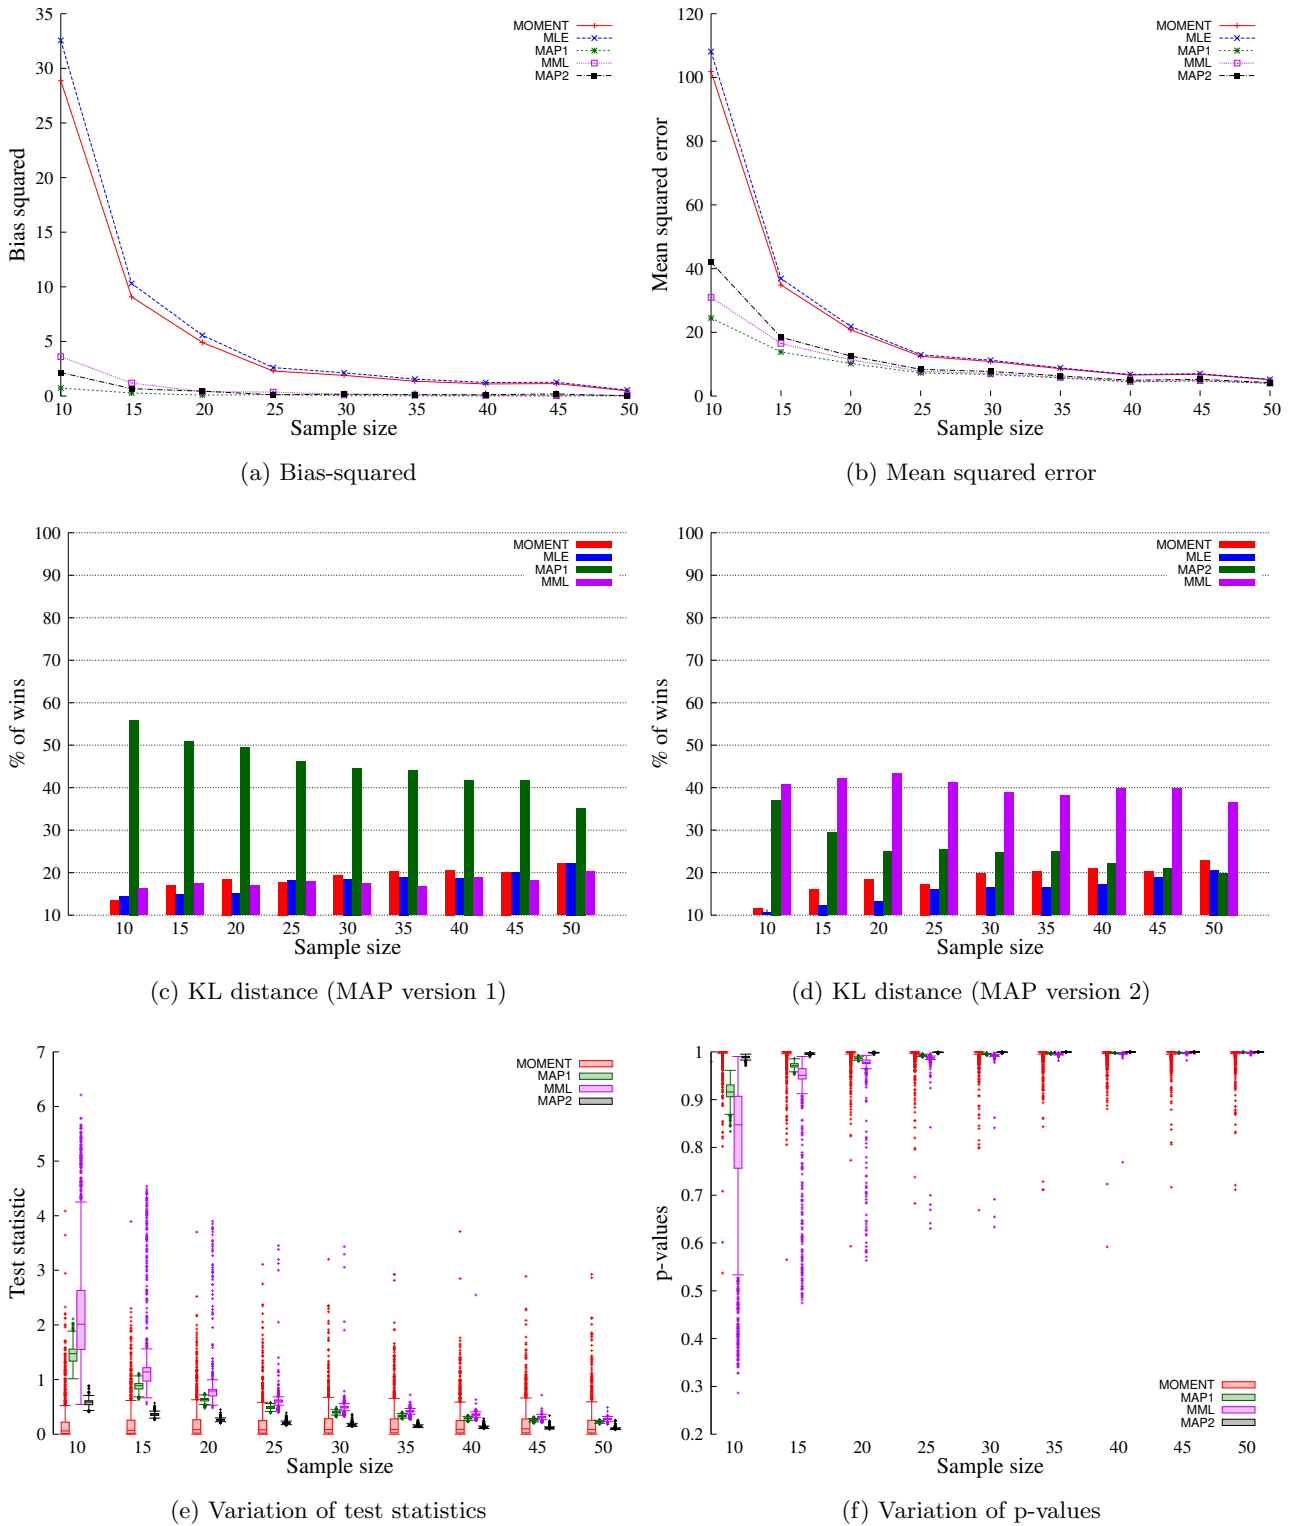 35
30
25
20
15
10
5
0
10 15 20 25 30 35 40 45 50
Bias squared
Sample size
MOMENT
MLE
MAP1
MML
MAP2
(a) Bias-squared
120
100
80
60
40
20
0
10 15 20 25 30 35 40 45 50
Mean squared error
Sample size
MOMENT
MLE
MAP1
MML
MAP2
(b) Mean squared error
100
90
80
70
60
50
40
30
20
10
10 15 20 25 30 35 40 45 50
% of wins
Sample size
MOMENT
MLE
MAP1
MML
(c) KL distance (MAP version 1)
100
90
80
70
60
50
40
30
20
10
10 15 20 25 30 35 40 45 50
% of wins
Sample size
MOMENT
MLE
MAP2
MML
(d) KL distance (MAP version 2)
7
6
5
4
3
2
1
0
10 15 20 25 30 35 40 45 50
Test statistic
Sample size
MOMENT
MAP1
MML
MAP2
(e) Variation of test statistics
1
0.9
0.8
0.7
0.6
0.5
0.4
0.3
0.2
10 15 20 25 30 35 40 45 50
p-values
Sample size
MOMENT
MAP1
MML
MAP2
(f) Variation of p-values